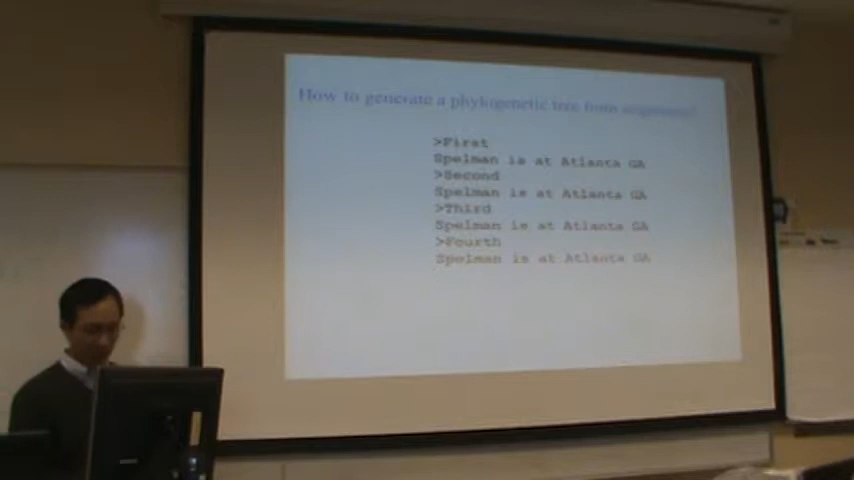 How to generate a phylogenetic tree from alignment?
>First
Spelman is at Atlanta GA
>Second
Spelman is at Atlanta GA
>Third
Spelman is at Atlanta GA
>Fourth
Spelman is at Atlanta GA